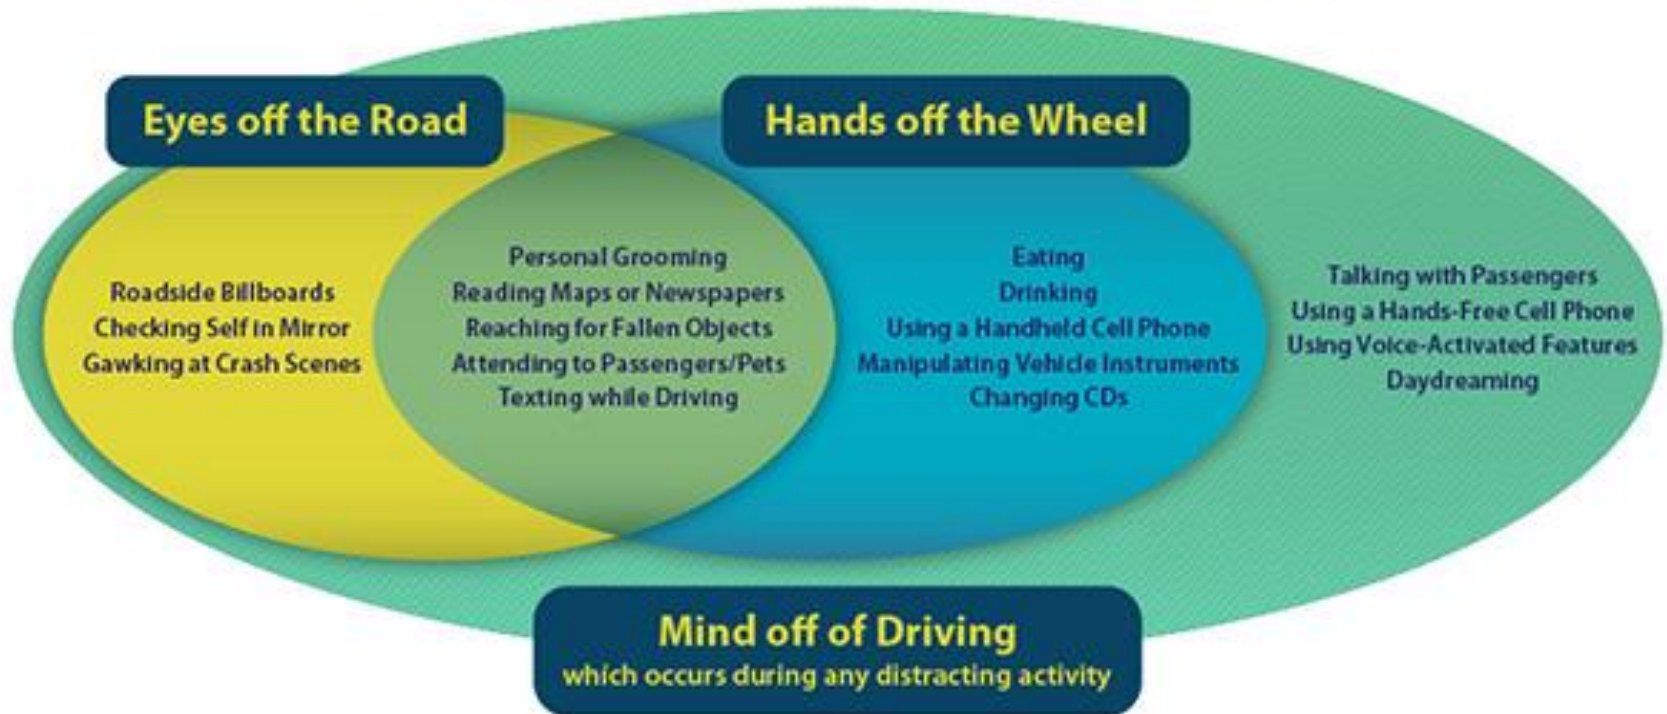 Eyes off the Road
Hands off the Wheel
Roadside Billboards
Checking Self in Mirror
Gawking at Crash Scenes
Personal Grooming
Reading Maps or Newspapers
Reaching for Fallen Objects
Attending to Passengers/Pets
Texting while Driving
Eating
Drinking
Using a Handheld Cell Phone
Manipulating Vehicle Instruments
Changing CDs
Talking with Passengers
Using a Hands-Free Cell Phone
Using Voice-Activated Features
Daydreaming
Mind off of Driving
which occurs during any distracting activity